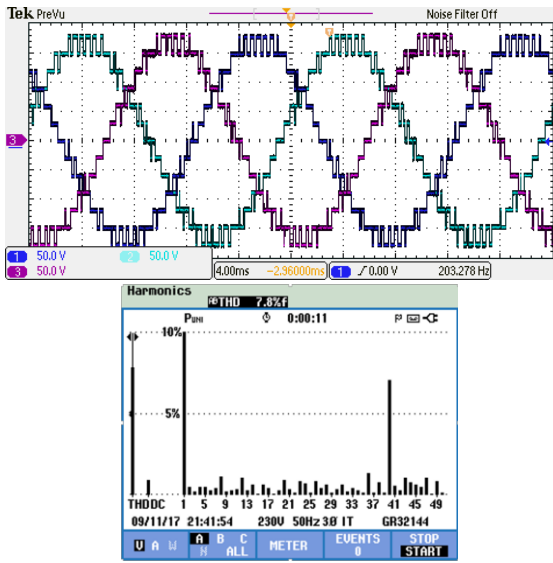 Tek PreVu Noise Filter Off
T
T
3
1 50.0 V 2 50.0 V
3 50.0 V
4.00ms -2.96000ms 1 0.00 V 203.278 Hz
Harmonics
THD 7.8%f
PUNI 0:00:11
10%
5%
THDDC 1 5 9 13 17 21 25 29 33 37 41 45 49
09/11/17 21:41:54 230V 50Hz 3Ø IT GR32144
V A W A B C N ALL METER EVENTS 0 STOP START